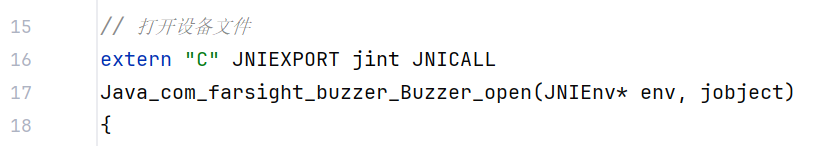 15 // 打开设备文件
16 extern "C" JNIEXPORT jint JNICALL
17 Java_com_farsight_buzzer_Buzzer_open(JNIEnv* env, jobject)
18 {